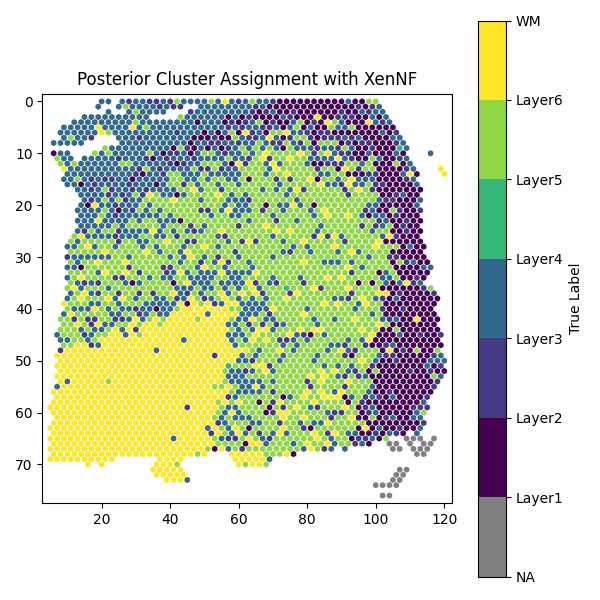 Posterior Cluster Assignment with XenNF
0
10
20
30
40
50
60
70
20
40
60
80
100
120
WM
Layer6
Layer5
Layer4
Layer3
Layer2
Layer1
NA
True Label